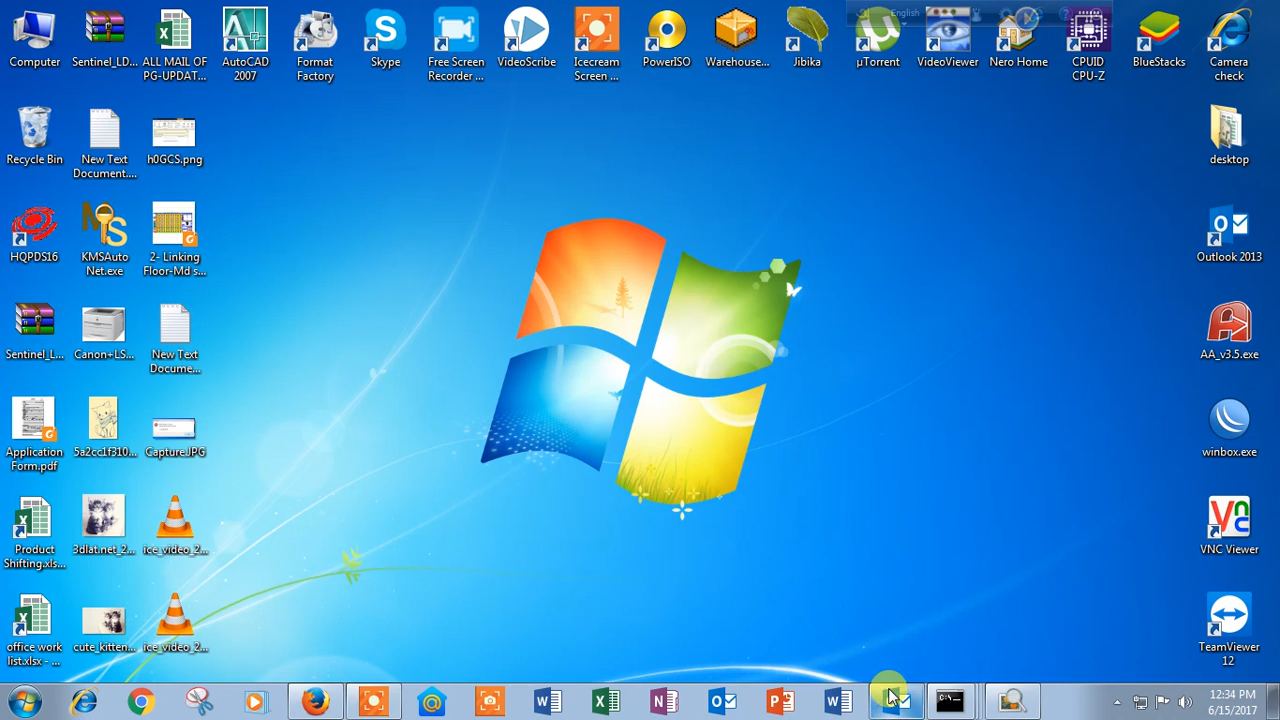 English
Computer
Sentinel_LD...
ALL MAIL OF
PG-UPDAT...
AutoCAD
2007
Format
Factory
Skype
Free Screen
Recorder ...
VideoScribe
Icecream
Screen ...
PowerISO
Warehouse...
Jibika
µTorrent
VideoViewer
Nero Home
CPUID
CPU-Z
BlueStacks
Camera
check
Recycle Bin
New Text
Document....
h0GCS.png
desktop
HQPDS16
KMSAuto
Net.exe
2- Linking
Floor-Md s...
Outlook 2013
Sentinel_L...
Canon+LS...
New Text
Docume...
AA_v3.5.exe
Application
Form.pdf
5a2cc1f310...
Capture.JPG
winbox.exe
Product
Shifting.xls...
3dlat.net_2...
ice_video_2...
VNC Viewer
office work
list.xlsx - ...
cute_kitten...
ice_video_2...
TeamViewer
12
12:34 PM
6/15/2017